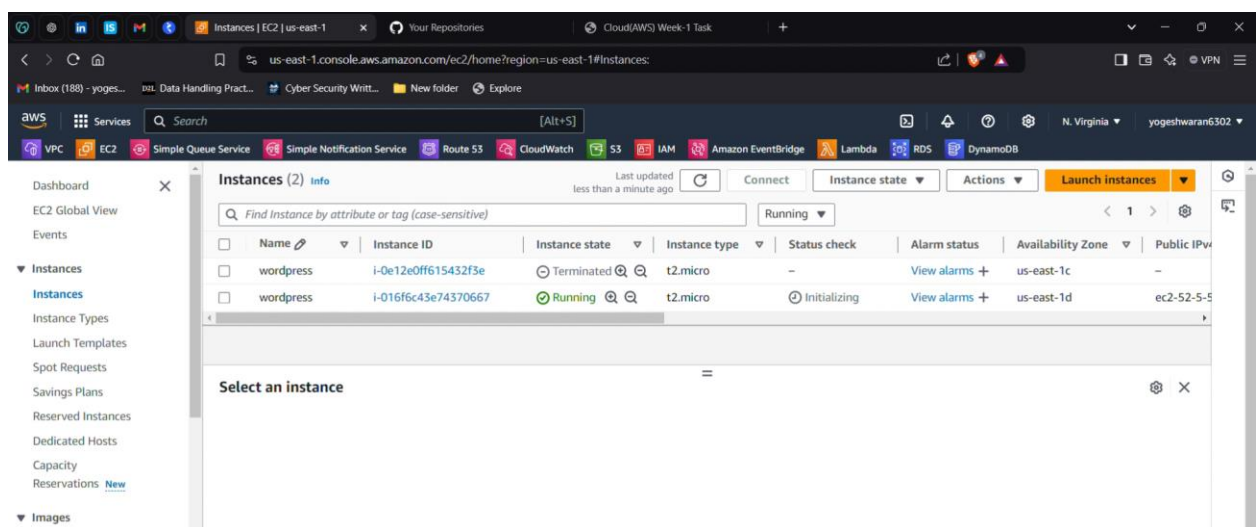 Instances | EC2 | us-east-1
Your Repositories
Cloud(AWS) Week-1 Task
us-east-1.console.aws.amazon.com/ec2/home?region=us-east-1#Instances:
VPN
Inbox (188) - yoges...
D2L Data Handling Pract...
Cyber Security Writt...
New folder
Explore
aws
Services
Search
[Alt+S]
N. Virginia
yogeshwaran6302
VPC
EC2
Simple Queue Service
Simple Notification Service
Route 53
CloudWatch
S3
IAM
Amazon EventBridge
Lambda
RDS
DynamoDB
Dashboard
EC2 Global View
Events
Instances
Instances
Instance Types
Launch Templates
Spot Requests
Savings Plans
Reserved Instances
Dedicated Hosts
Capacity
Reservations New
Images
Instances (2) Info
Last updated
less than a minute ago
Connect
Instance state
Actions
Launch instances
Find Instance by attribute or tag (case-sensitive)
Running
1
Name Instance ID Instance state Instance type Status check Alarm status Availability Zone Public IPv4
wordpress i-0e12e0ff615432f3e Terminated t2.micro – View alarms + us-east-1c –
wordpress i-016f6c43e74370667 Running t2.micro Initializing View alarms + us-east-1d ec2-52-5-5
Select an instance